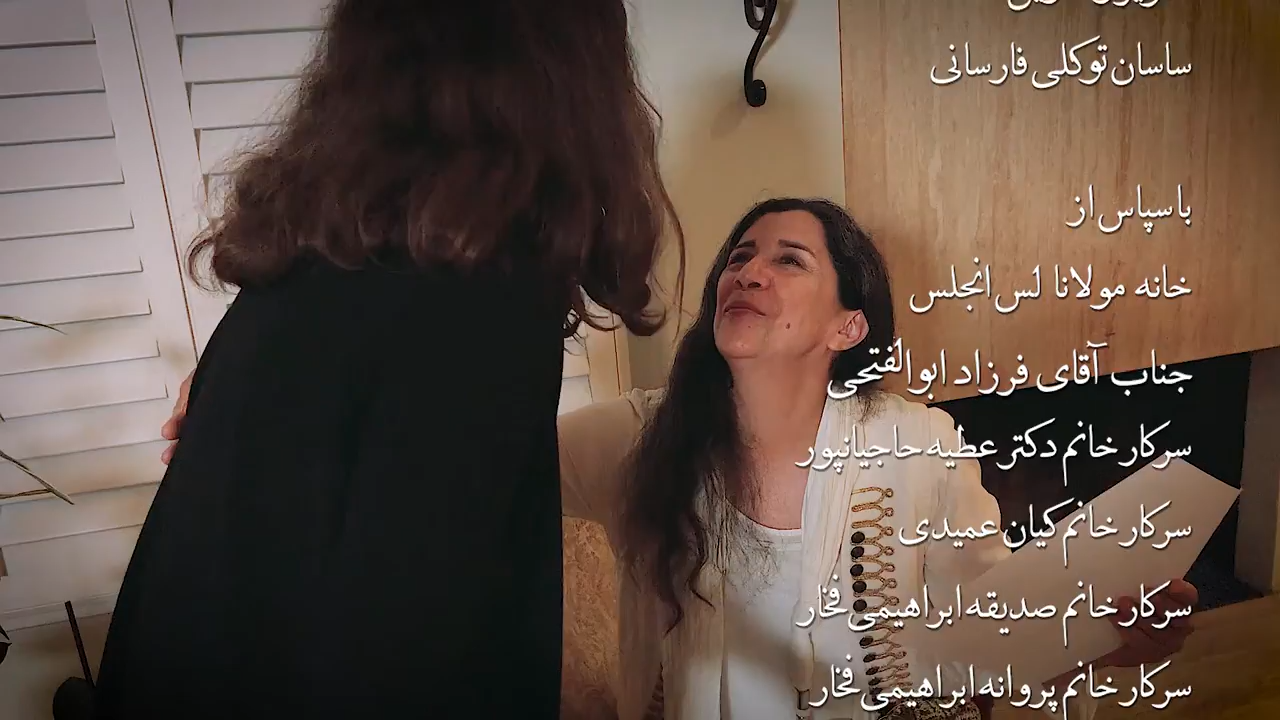 ساسان توکلی فارسانی
با سپاس از
خانه مولانا لس انجلس
جناب آقای فرزاد ابوالفتحی
سرکار خانم دکتر عطیه حاجیانپور
سرکار خانم کیان عمیدی
سرکار خانم صدیقه ابراهیمی فخار
سرکار خانم پروانه ابراهیمی فخار